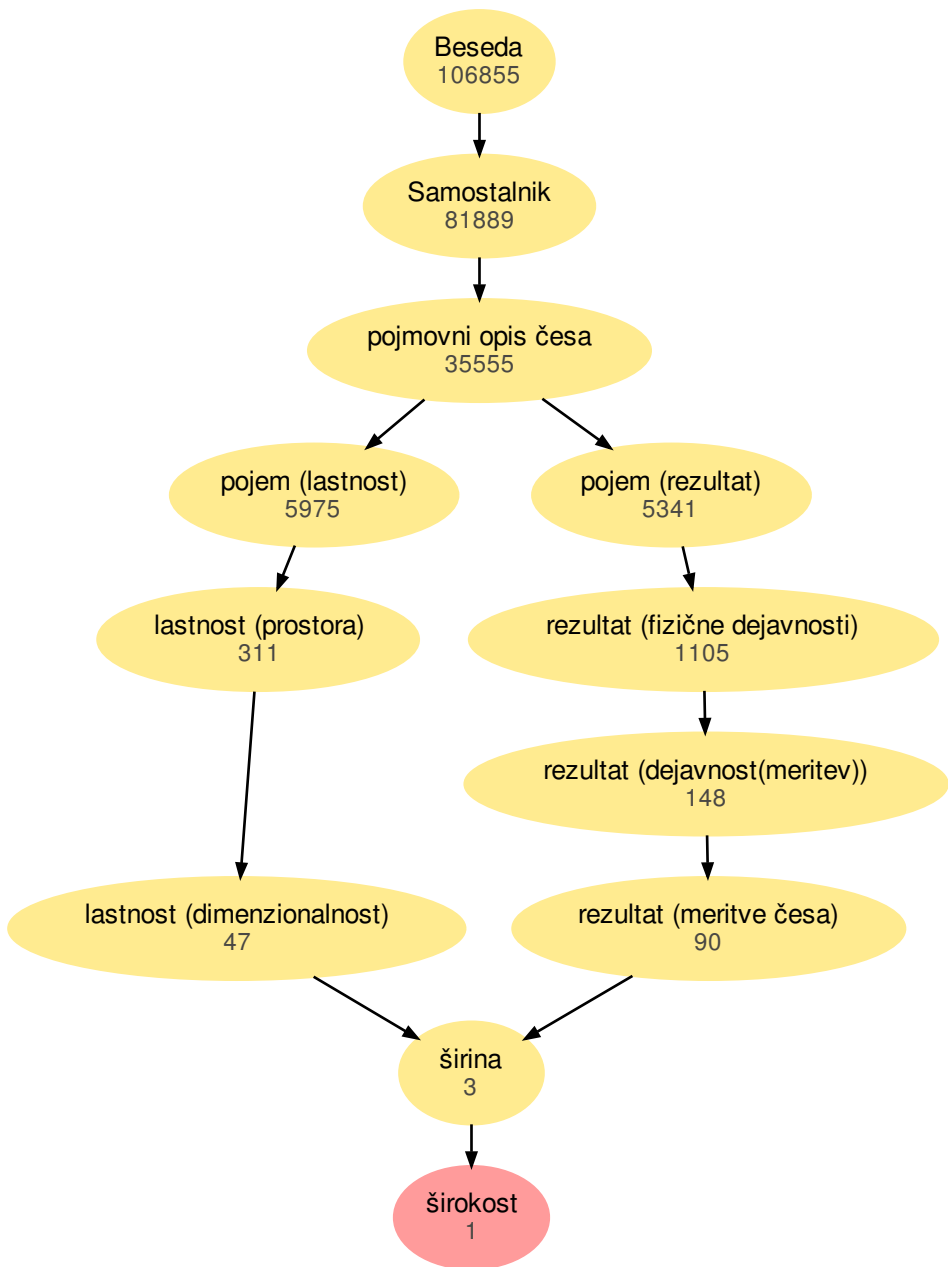 Beseda
106855
Samostalnik
81889
pojmovni opis česa
35555
pojem (lastnost)
5975
pojem (rezultat)
5341
lastnost (prostora)
311
rezultat (fizične dejavnosti)
1105
rezultat (dejavnost(meritev))
148
lastnost (dimenzionalnost)
47
rezultat (meritve česa)
90
širina
3
širokost
1